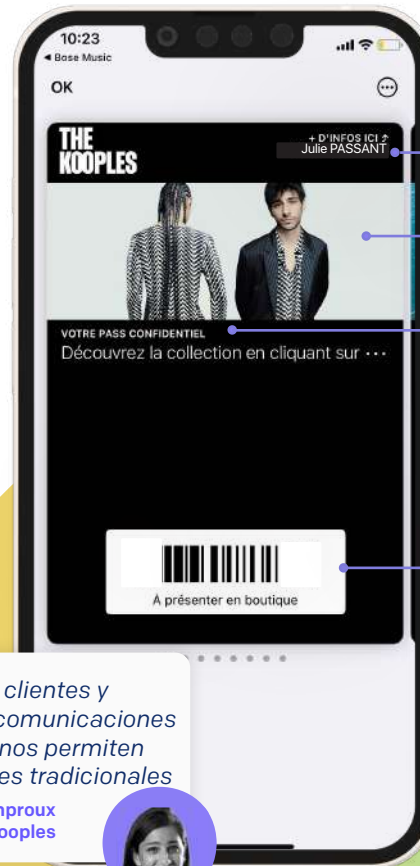 10:23
◀ Bose Music
OK
THE
KOOPLES
+ D'INFOS ICI ⤴
Julie PASSANT
VOTRE PASS CONFIDENTIEL
Découvrez la collection en cliquant sur ···
A présenter en boutique
clientes y
comunicaciones
nos permiten
es tradicionales
nproux
ooples